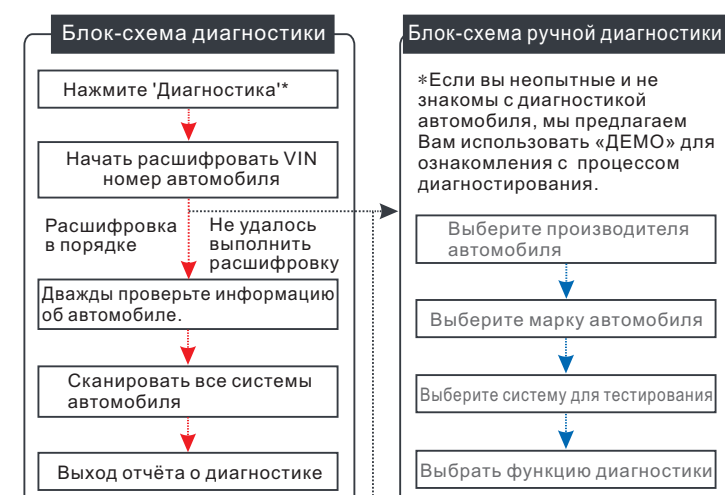 Блок-схема диагностики
Нажмите 'Диагностика'*
Начать расшифровать VIN
номер автомобиля
Расшифровка
в порядке
Не удалось
выполнить
расшифровку
Дважды проверьте информацию
об автомобиле.
Сканировать все системы
автомобиля
Выход отчёта о диагностике
Блок-схема ручной диагностики
*Если вы неопытные и не
знакомы с диагностикой
автомобиля, мы предлагаем
Вам использовать «ДЕМО» для
ознакомления с процессом
диагностирования.
Выберите производителя
автомобиля
Выберите марку автомобиля
Выберите систему для тестирования
Выбрать функцию диагностики